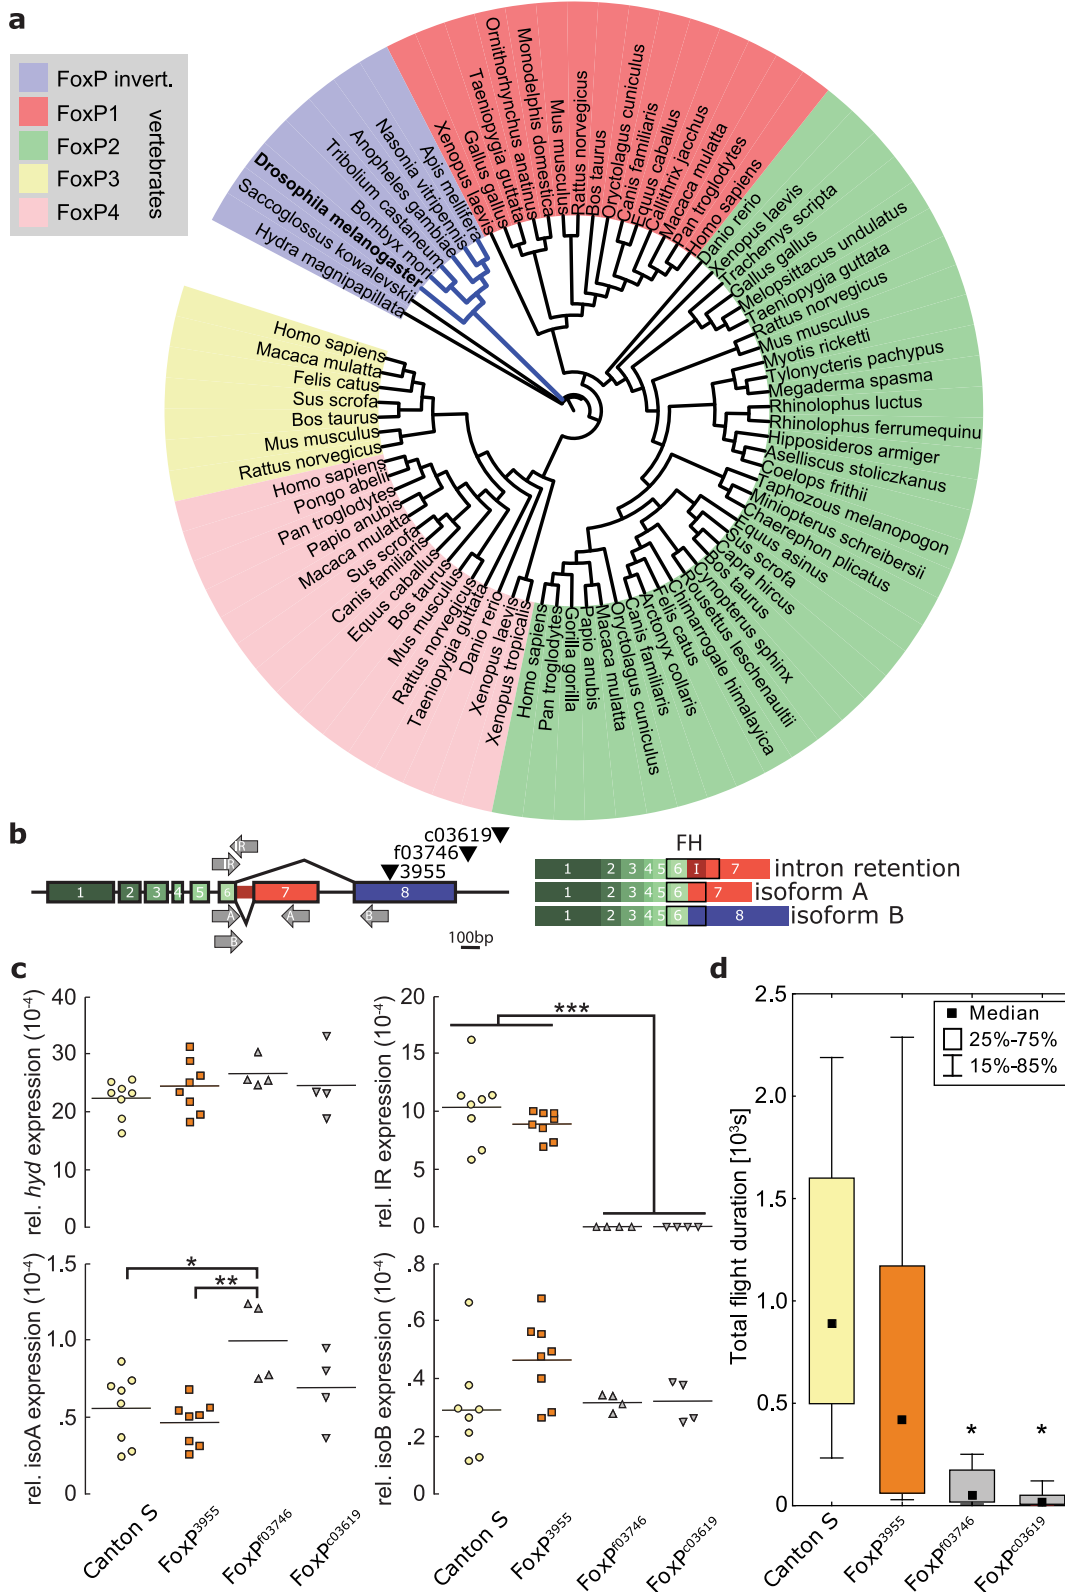 a
FoxP invert.
FoxP1
FoxP2
FoxP3
FoxP4
vertebrates
Hydra magnipapillata
Saccoglossus kowalevskii
Drosophila melanogaster
Bombyx mori
Tribolium castaneum
Anopheles gambiae
Nasonia vitripennis
Apis mellifera
Xenopus laevis
Gallus gallus
Taeniopygia guttata
Ornithorhynchus anatinus
Monodelphis domestica
Mus musculus
Rattus norvegicus
Bos taurus
Oryctolagus cuniculus
Canis familiaris
Equus caballus
Callithrix jacchus
Macaca mulatta
Pan troglodytes
Homo sapiens
Danio rerio
Xenopus laevis
Trachemys scripta
Gallus gallus
Melopsittacus undulatus
Taeniopygia guttata
Rattus norvegicus
Mus musculus
Myotis ricketti
Tylonycteris pachypus
Megaderma spasma
Rhinolophus luctus
Rhinolophus ferrumequinu
Hipposideros armiger
Aselliscus stoliczkanus
Coelops frithii
Taphozous melanopogon
Miniopterus schreibersii
Chaerephon plicatus
Equus asinus
Sus scrofa
Capra hircus
Bos taurus
Cynopterus sphinx
Rousettus leschenaultii
Chimarrogale himalayica
Felis catus
Arctonyx collaris
Canis familiaris
Oryctolagus cuniculus
Macaca mulatta
Papio anubis
Gorilla gorilla
Pan troglodytes
Homo sapiens
Xenopus tropicalis
Xenopus laevis
Danio rerio
Taeniopygia guttata
Rattus norvegicus
Mus musculus
Bos taurus
Equus caballus
Canis familiaris
Sus scrofa
Macaca mulatta
Papio anubis
Pan troglodytes
Pongo abelii
Homo sapiens
Rattus norvegicus
Mus musculus
Bos taurus
Sus scrofa
Felis catus
Macaca mulatta
Homo sapiens
b
c03619
f03746
3955
IR
IR
1 2 3 4 5 6 7 8
A A B
B
100bp
FH
1 2 3 4 5 6 I 7 intron retention
1 2 3 4 5 6 7 isoform A
1 2 3 4 5 6 8 isoform B
c
rel. hyd expression (10⁻⁴)
40
30
20
10
0
rel. IR expression (10⁻⁴)
20
15
10
5
0
***
rel. isoA expression (10⁻⁴)
1.5
1.0
.5
0
*
**
Canton S
FoxP³⁹⁵⁵
FoxPᶠ⁰³⁷⁴⁶
FoxPᶜ⁰³⁶¹⁹
rel. isoB expression (10⁻⁴)
.8
.6
.4
.2
0
Canton S
FoxP³⁹⁵⁵
FoxPᶠ⁰³⁷⁴⁶
FoxPᶜ⁰³⁶¹⁹
d
Total flight duration [10³s]
2.5
2.0
1.5
1.0
0.5
0
Median
25%-75%
15%-85%
*
*
Canton S
FoxP³⁹⁵⁵
FoxPᶠ⁰³⁷⁴⁶
FoxPᶜ⁰³⁶¹⁹